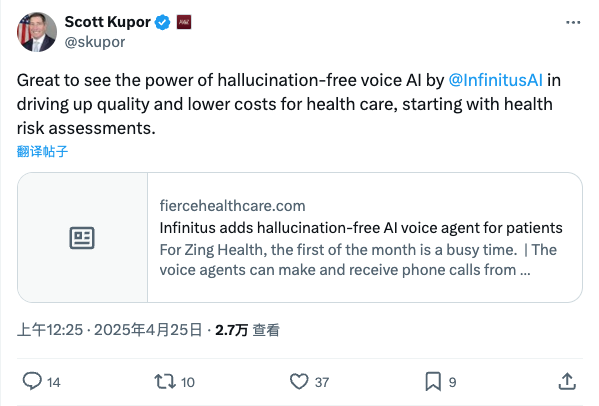 Scott Kupor
@skupor
Great to see the power of hallucination-free voice AI by @InfinitusAI in
driving up quality and lower costs for health care, starting with health
risk assessments.
翻译帖子
fiercehealthcare.com
Infinitus adds hallucination-free AI voice agent for patients
For Zing Health, the first of the month is a busy time. | The
voice agents can make and receive phone calls from ...
上午12:25 · 2025年4月25日 · 2.7万 查看
14 10 37 9